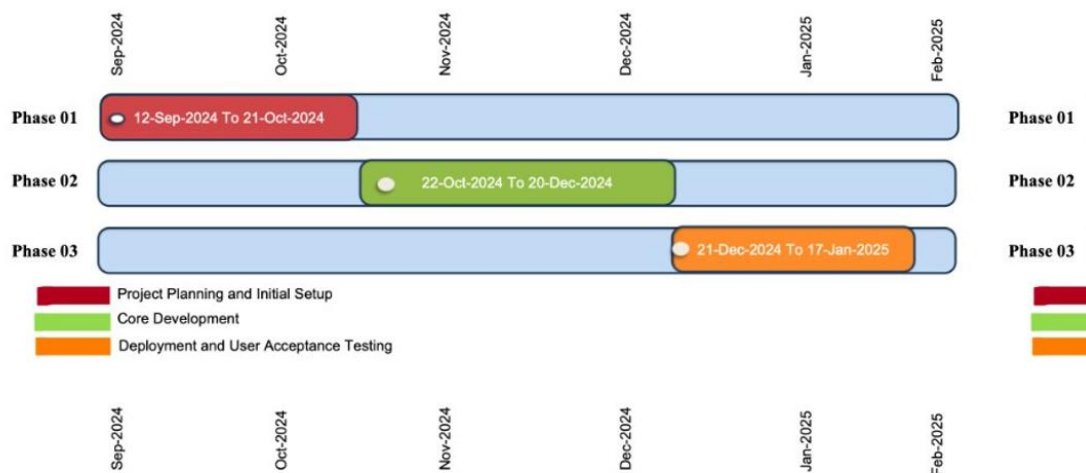 Sep-2024 Oct-2024 Nov-2024 Dec-2024 Jan-2025 Feb-2025
Phase 01 12-Sep-2024 To 21-Oct-2024 Phase 01
Phase 02 22-Oct-2024 To 20-Dec-2024 Phase 02
Phase 03 21-Dec-2024 To 17-Jan-2025 Phase 03
Project Planning and Initial Setup
Core Development
Deployment and User Acceptance Testing
Sep-2024 Oct-2024 Nov-2024 Dec-2024 Jan-2025 Feb-2025